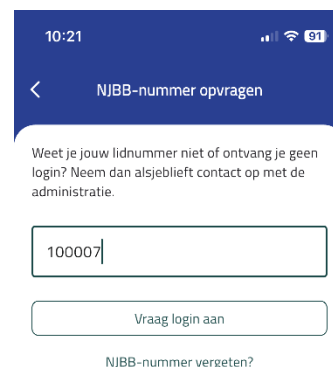 10:21
91
NJBB-nummer opvragen
Weet je jouw lidnummer niet of ontvang je geen
login? Neem dan alsjeblieft contact op met de
administratie.
100007
Vraag login aan
NJBB-nummer vergeten?